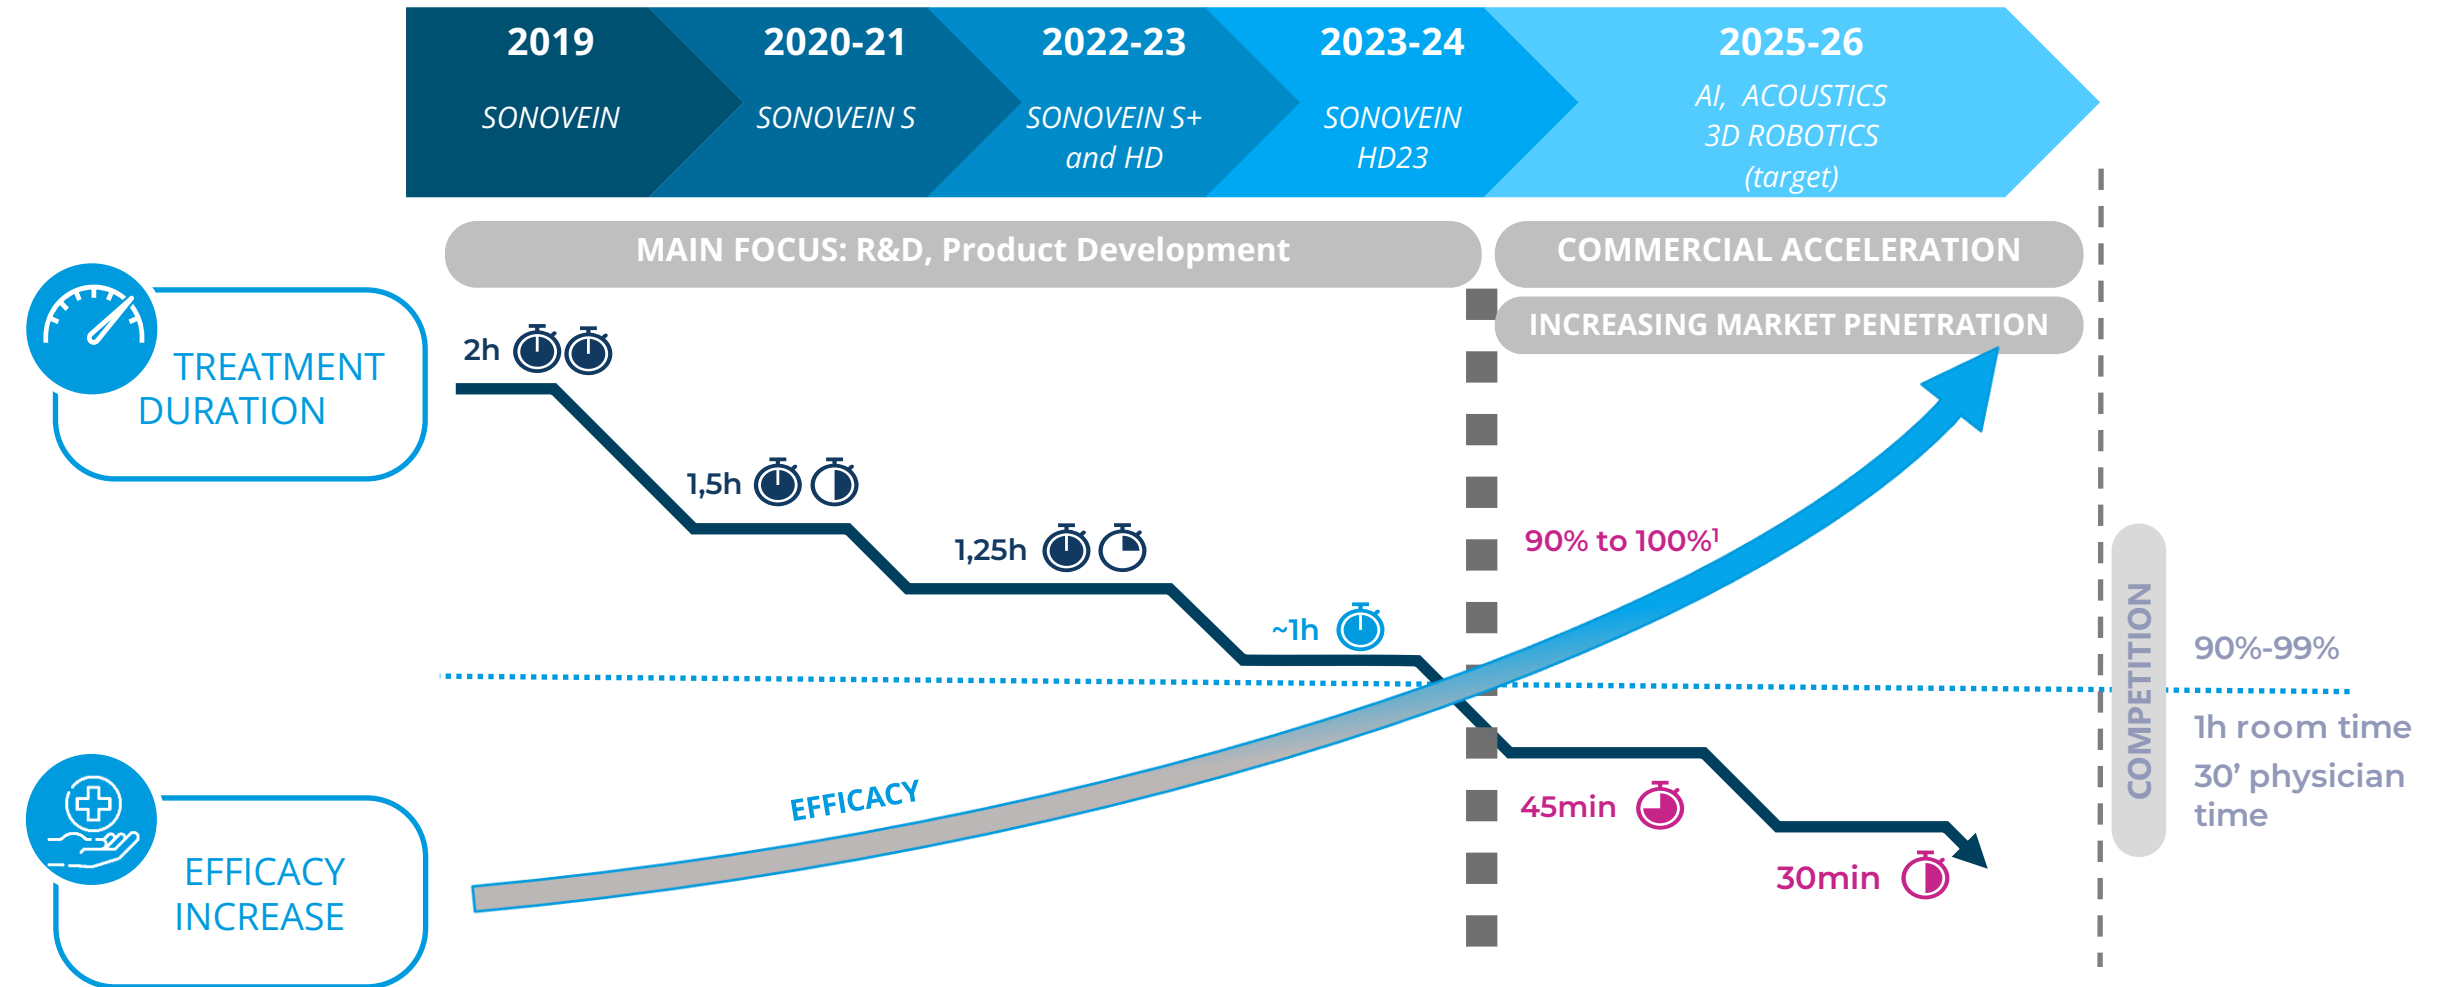 2019
SONOVEIN
2020-21
SONOVEIN S
2022-23
SONOVEIN S+
and HD
2023-24
SONOVEIN
HD23
2025-26
AI, ACOUSTICS
3D ROBOTICS
(target)
MAIN FOCUS: R&D, Product Development
COMMERCIAL ACCELERATION
INCREASING MARKET PENETRATION
TREATMENT
DURATION
2h
1,5h
1,25h
~1h
90% to 100%¹
45min
30min
EFFICACY
EFFICACY
INCREASE
COMPETITION
90%-99%
1h room time
30’ physician
time